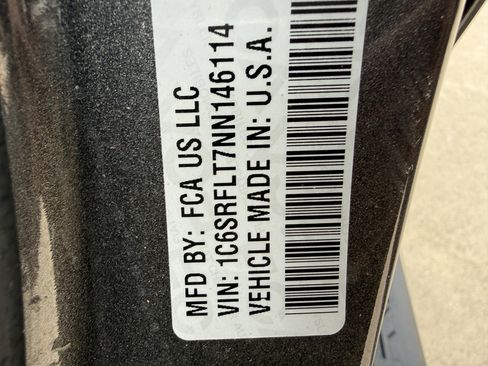 MFD BY: FCA US LLC
VIN: 1C6SRFLT7NN146114
VEHICLE MADE IN: U.S.A.